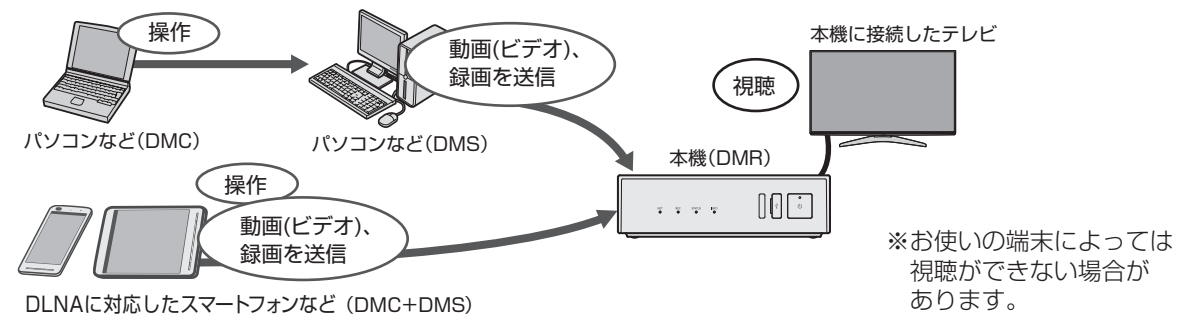 操作
動画(ビデオ)、
録画を送信
本機に接続したテレビ
視聴
パソコンなど(DMC)
パソコンなど(DMS)
本機(DMR)
操作
動画(ビデオ)、
録画を送信
※お使いの端末によっては
視聴ができない場合が
あります。
DLNAに対応したスマートフォンなど (DMC+DMS)